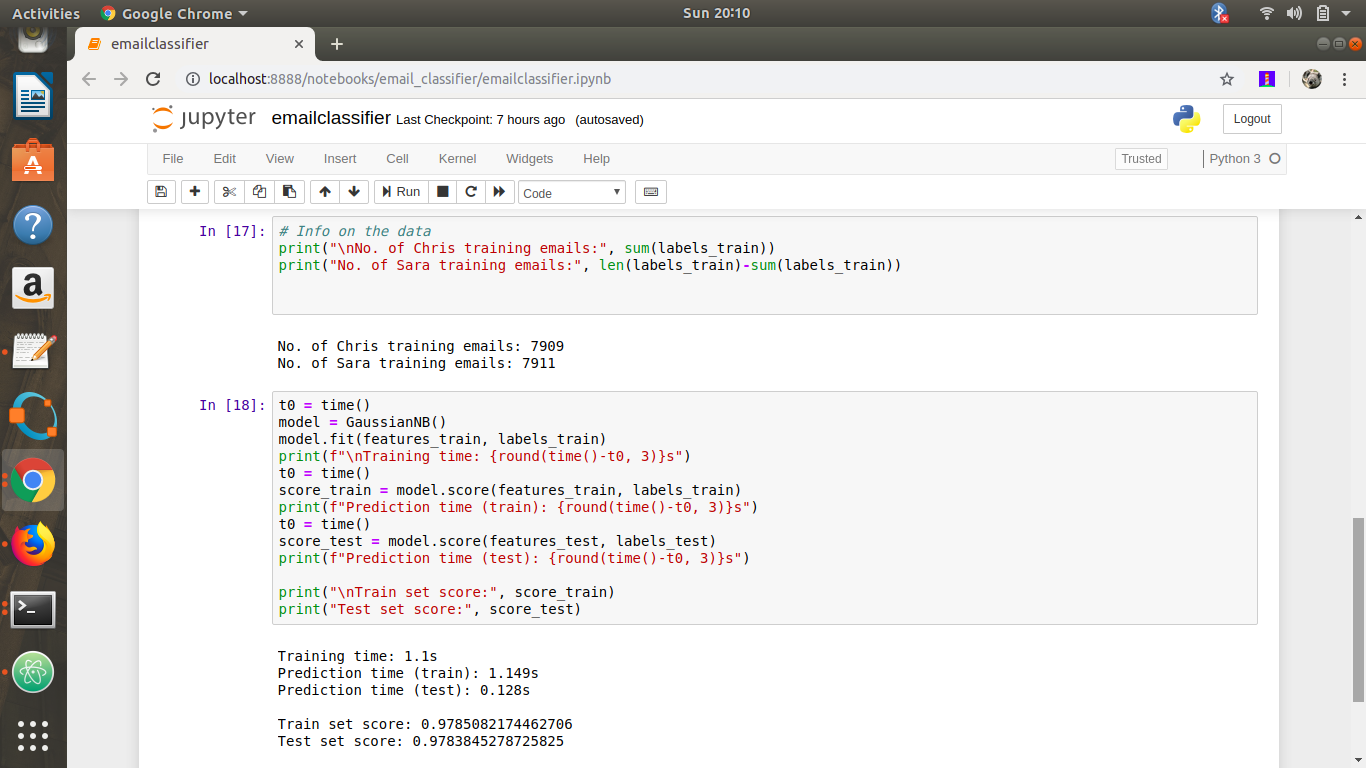 Activities Google Chrome Sun 20:10
emailclassifier
localhost:8888/notebooks/email_classifier/emailclassifier.ipynb
jupyter emailclassifier Last Checkpoint: 7 hours ago (autosaved) Logout
File Edit View Insert Cell Kernel Widgets Help Trusted Python 3
Run Code
In [17]: # Info on the data
print("\nNo. of Chris training emails:", sum(labels_train))
print("No. of Sara training emails:", len(labels_train)-sum(labels_train))
No. of Chris training emails: 7909
No. of Sara training emails: 7911
In [18]: t0 = time()
model = GaussianNB()
model.fit(features_train, labels_train)
print(f"\nTraining time: {round(time()-t0, 3)}s")
t0 = time()
score_train = model.score(features_train, labels_train)
print(f"Prediction time (train): {round(time()-t0, 3)}s")
t0 = time()
score_test = model.score(features_test, labels_test)
print(f"Prediction time (test): {round(time()-t0, 3)}s")
print("\nTrain set score:", score_train)
print("Test set score:", score_test)
Training time: 1.1s
Prediction time (train): 1.149s
Prediction time (test): 0.128s
Train set score: 0.9785082174462706
Test set score: 0.9783845278725825